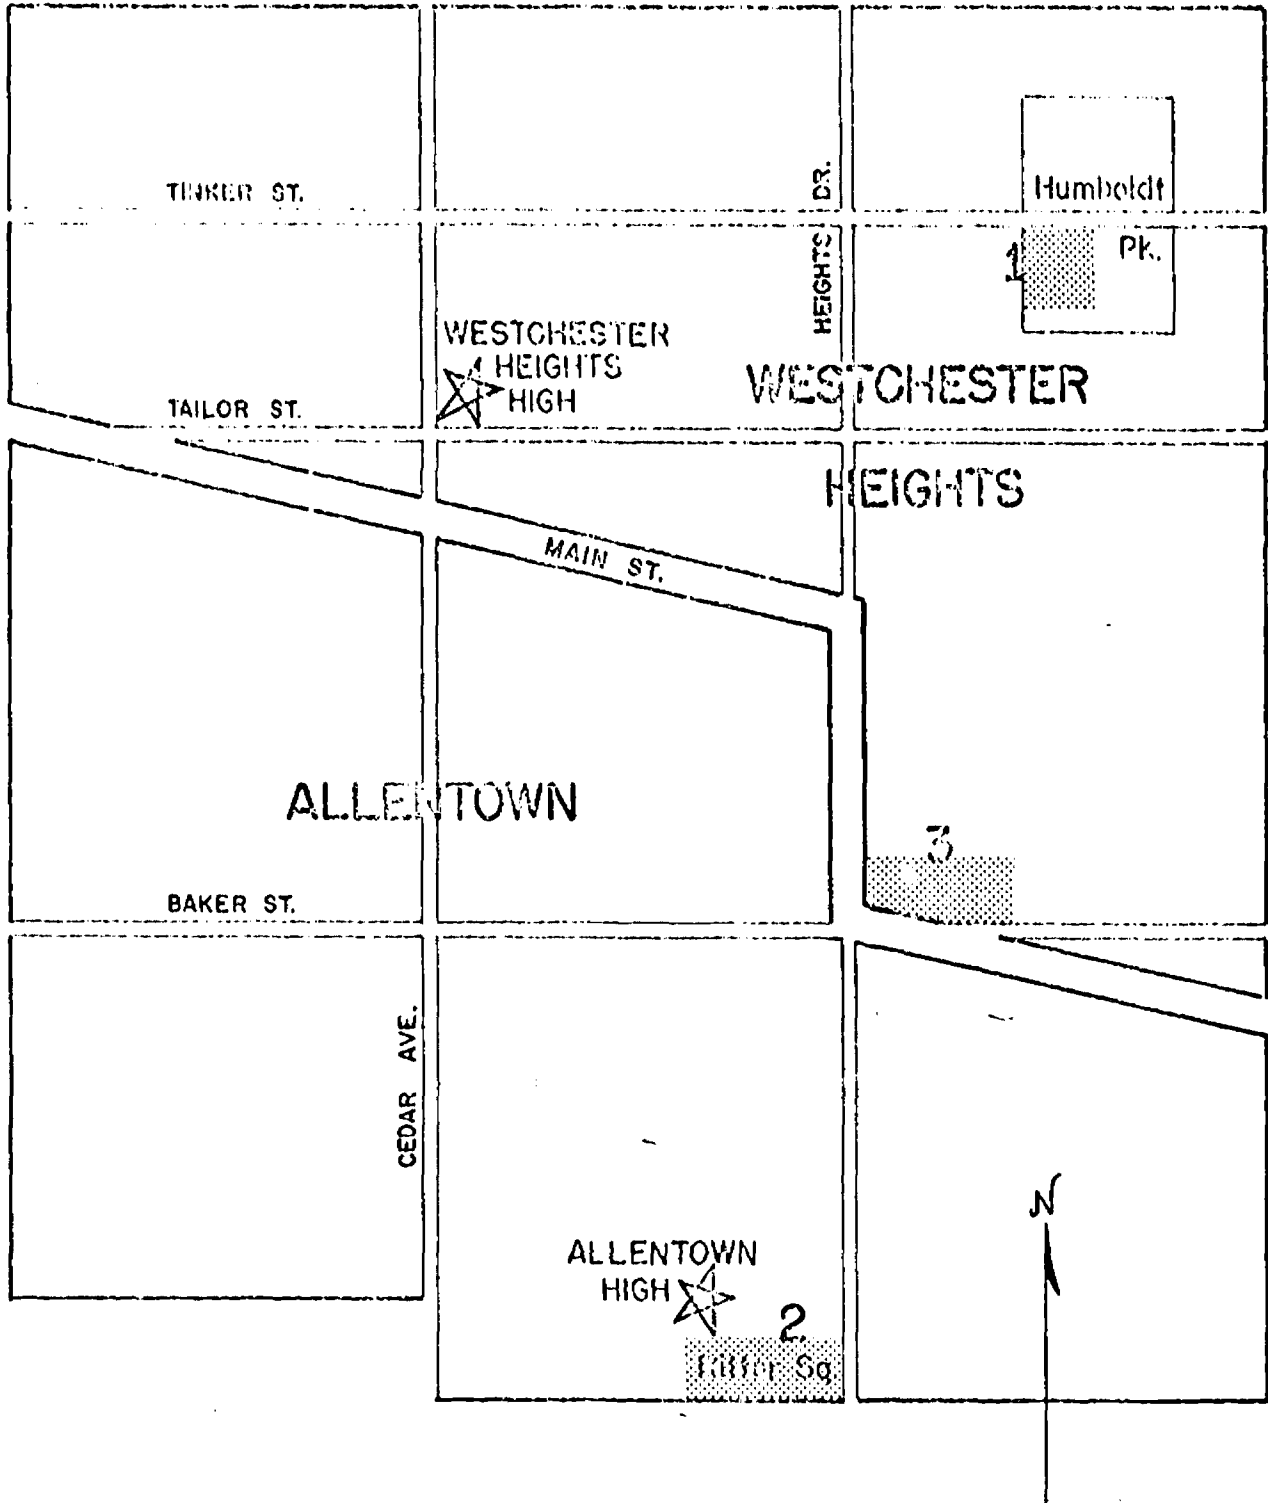 TINKER ST.
HEIGHTS DR.
Humboldt
Pk.
1
WESTCHESTER
HEIGHTS
HIGH
TAILOR ST.
WESTCHESTER
HEIGHTS
MAIN ST.
ALLENTOWN
3
BAKER ST.
CEDAR AVE.
N
ALLENTOWN
HIGH
2
Sq